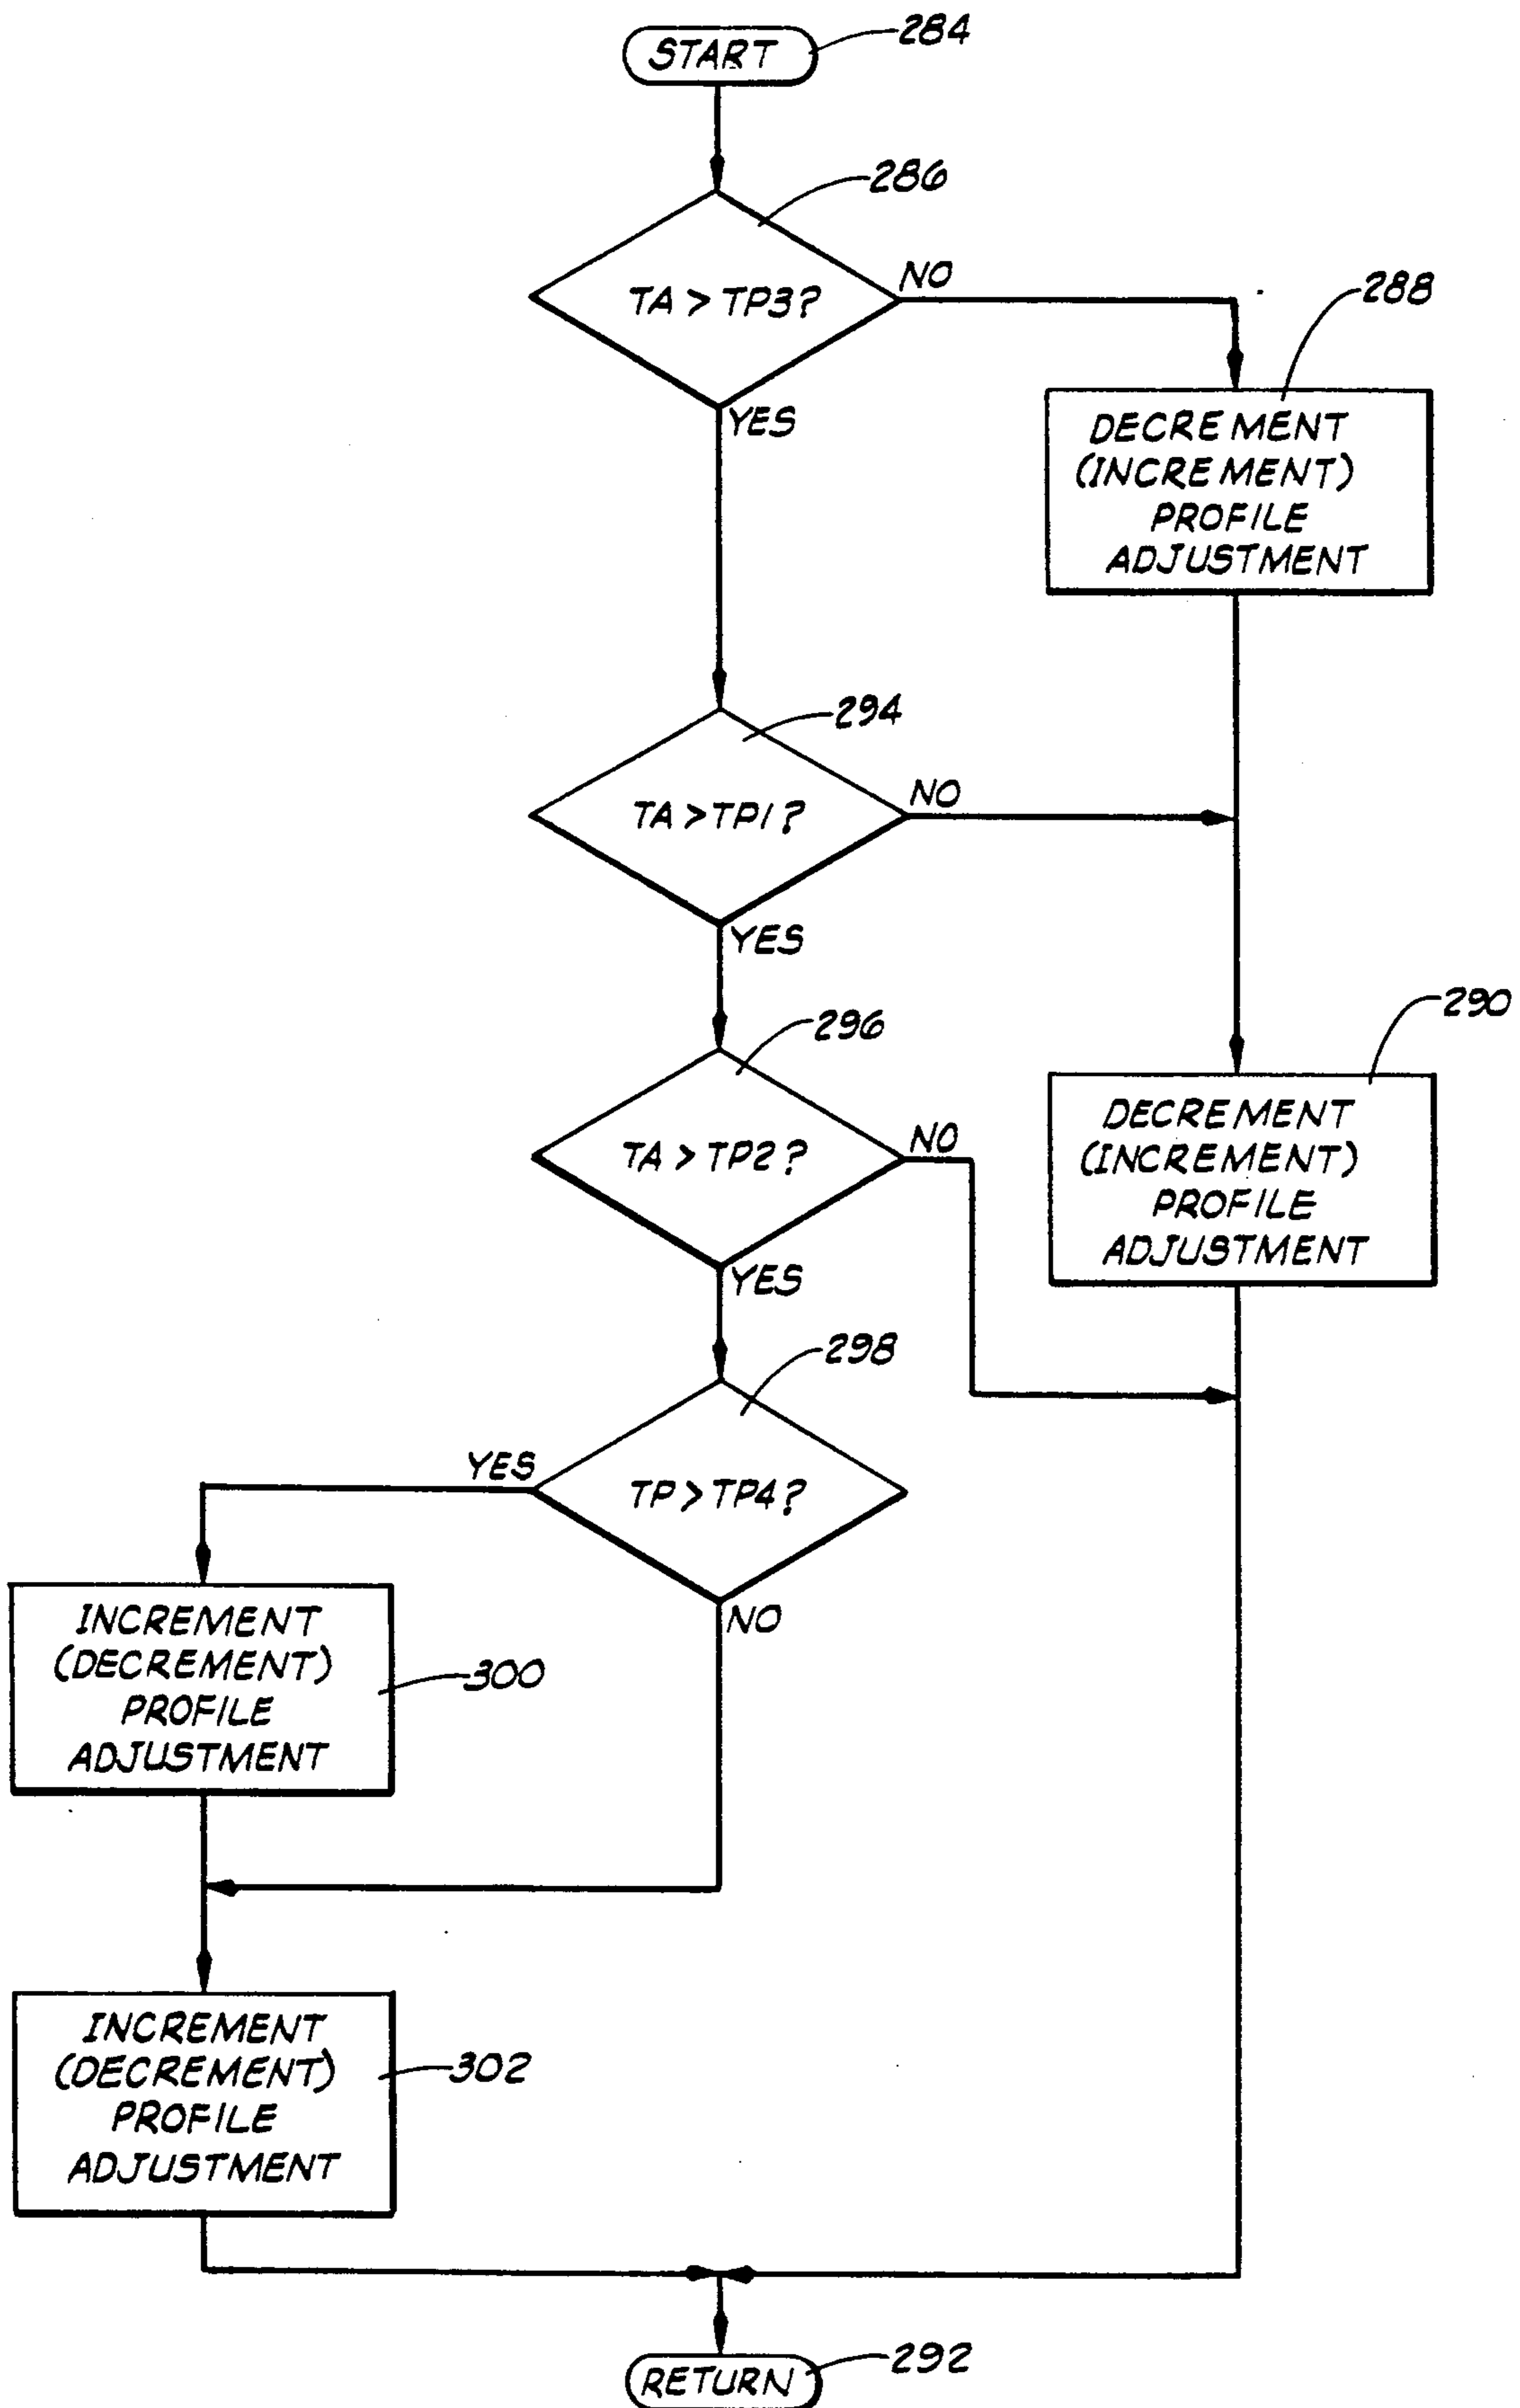 START
284
286
TA > TP3?
NO
YES
288
DECREMENT
(INCREMENT)
PROFILE
ADJUSTMENT
294
TA > TP1?
NO
YES
296
TA > TP2?
NO
YES
290
DECREMENT
(INCREMENT)
PROFILE
ADJUSTMENT
298
TP > TP4?
YES
NO
INCREMENT
(DECREMENT)
PROFILE
ADJUSTMENT
300
INCREMENT
(DECREMENT)
PROFILE
ADJUSTMENT
302
RETURN
292